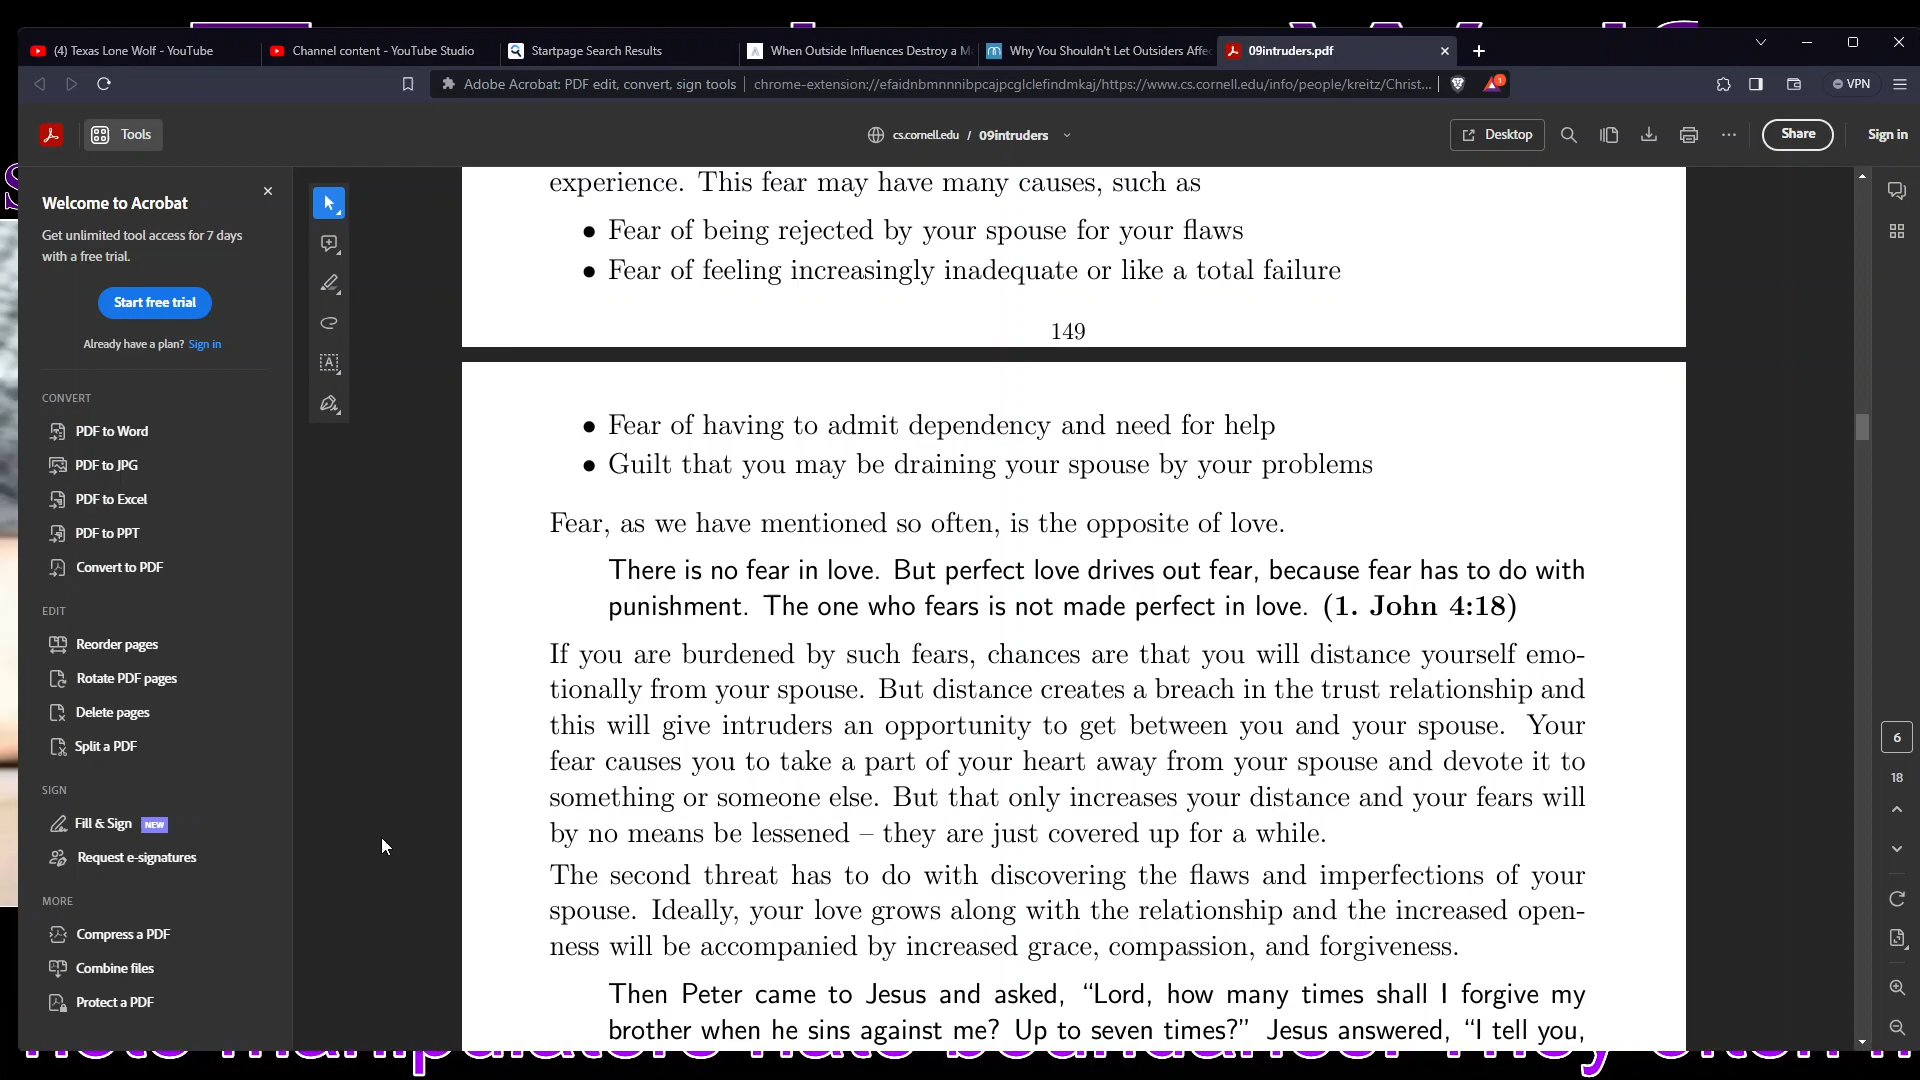 (4) Texas Lone Wolf - YouTube
Channel content - YouTube Studio
Startpage Search Results
When Outside Influences Destroy a M
Why You Shouldn't Let Outsiders Affe
09intruders.pdf
Adobe Acrobat: PDF edit, convert, sign tools
chrome-extension://efaidnbmnnnibpcajpcglclefindmkaj/https://www.cs.cornell.edu/info/people/kreitz/Christ...
1
VPN
Tools
cs.cornell.edu / 09intruders
Desktop
Share
Sign in
Welcome to Acrobat
Get unlimited tool access for 7 days
with a free trial.
Start free trial
Already have a plan? Sign in
CONVERT
PDF to Word
PDF to JPG
PDF to Excel
PDF to PPT
Convert to PDF
EDIT
Reorder pages
Rotate PDF pages
Delete pages
Split a PDF
SIGN
Fill & Sign NEW
Request e-signatures
MORE
Compress a PDF
Combine files
Protect a PDF
experience. This fear may have many causes, such as
• Fear of being rejected by your spouse for your flaws
• Fear of feeling increasingly inadequate or like a total failure
149
• Fear of having to admit dependency and need for help
• Guilt that you may be draining your spouse by your problems
Fear, as we have mentioned so often, is the opposite of love.
There is no fear in love. But perfect love drives out fear, because fear has to do with
punishment. The one who fears is not made perfect in love. (1. John 4:18)
If you are burdened by such fears, chances are that you will distance yourself emo-
tionally from your spouse. But distance creates a breach in the trust relationship and
this will give intruders an opportunity to get between you and your spouse. Your
fear causes you to take a part of your heart away from your spouse and devote it to
something or someone else. But that only increases your distance and your fears will
by no means be lessened – they are just covered up for a while.
The second threat has to do with discovering the flaws and imperfections of your
spouse. Ideally, your love grows along with the relationship and the increased open-
ness will be accompanied by increased grace, compassion, and forgiveness.
Then Peter came to Jesus and asked, “Lord, how many times shall I forgive my
brother when he sins against me? Up to seven times?” Jesus answered, “I tell you,
6
18